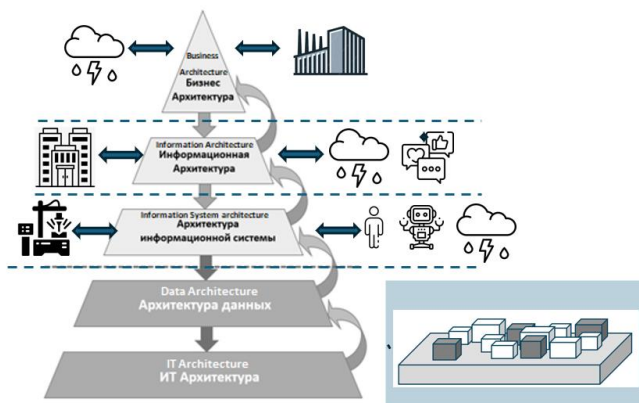 Business
Architecture
Бизнес
Архитектура
Information Architecture
Информационная
Архитектура
Information System architecture
Архитектура
информационной системы
Data Architecture
Архитектура данных
IT Architecture
ИТ Архитектура